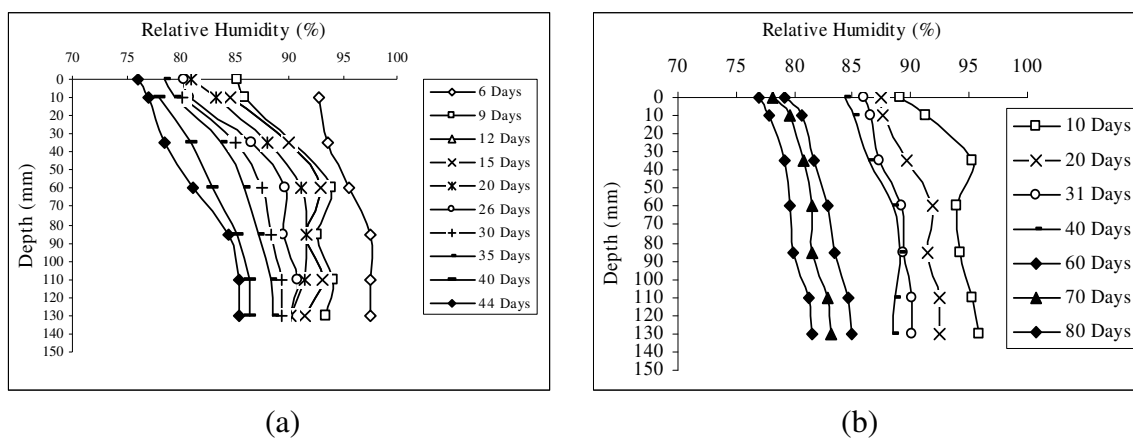 Relative Humidity (%)
70 75 80 85 90 95 100
0
10
20
30
40
50
60
70
80
90
100
110
120
130
140
150
Depth (mm)
6 Days
9 Days
12 Days
15 Days
20 Days
26 Days
30 Days
35 Days
40 Days
44 Days
(a)
Relative Humidity (%)
70 75 80 85 90 95 100
0
10
20
30
40
50
60
70
80
90
100
110
120
130
140
150
Depth (mm)
10 Days
20 Days
31 Days
40 Days
60 Days
70 Days
80 Days
(b)